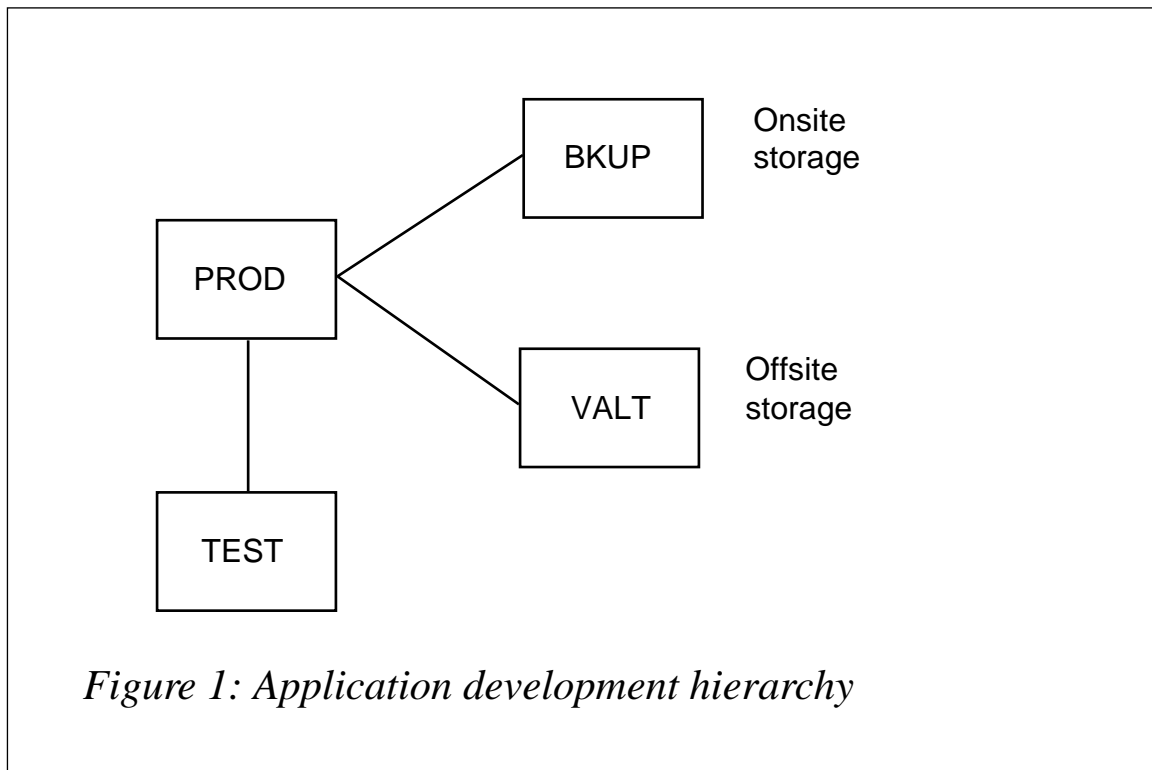 BKUP
Onsite
storage
PROD
VALT
Offsite
storage
TEST
Figure 1: Application development hierarchy